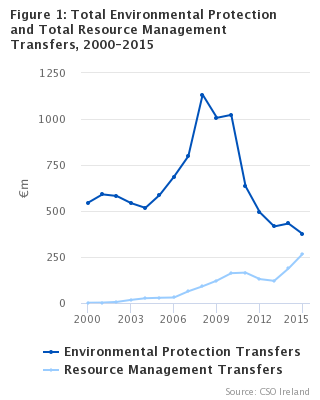 Figure 1: Total Environmental Protection
and Total Resource Management
Transfers, 2000-2015
1250
1000
750
500
250
0
€m
2000
2003
2006
2009
2012
2015
Environmental Protection Transfers
Resource Management Transfers
Source: CSO Ireland